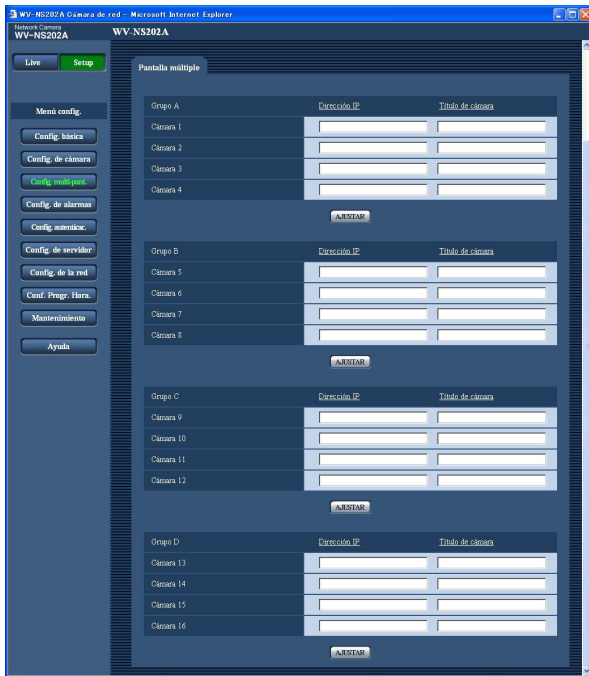 WV-NS202A Cámara de red - Microsoft Internet Explorer
Network Camera
WV-NS202A
WV-NS202A
Live
Setup
Menú config.
Config. básica
Config. de cámara
Config. multi-pant.
Config. de alarmas
Config. autenticac.
Config. de servidor
Config. de la red
Conf. Progr. Hora.
Mantenimiento
Ayuda
Pantalla múltiple
Grupo A Dirección IP Título de cámara
Cámara 1
Cámara 2
Cámara 3
Cámara 4
AJUSTAR
Grupo B Dirección IP Título de cámara
Cámara 5
Cámara 6
Cámara 7
Cámara 8
AJUSTAR
Grupo C Dirección IP Título de cámara
Cámara 9
Cámara 10
Cámara 11
Cámara 12
AJUSTAR
Grupo D Dirección IP Título de cámara
Cámara 13
Cámara 14
Cámara 15
Cámara 16
AJUSTAR